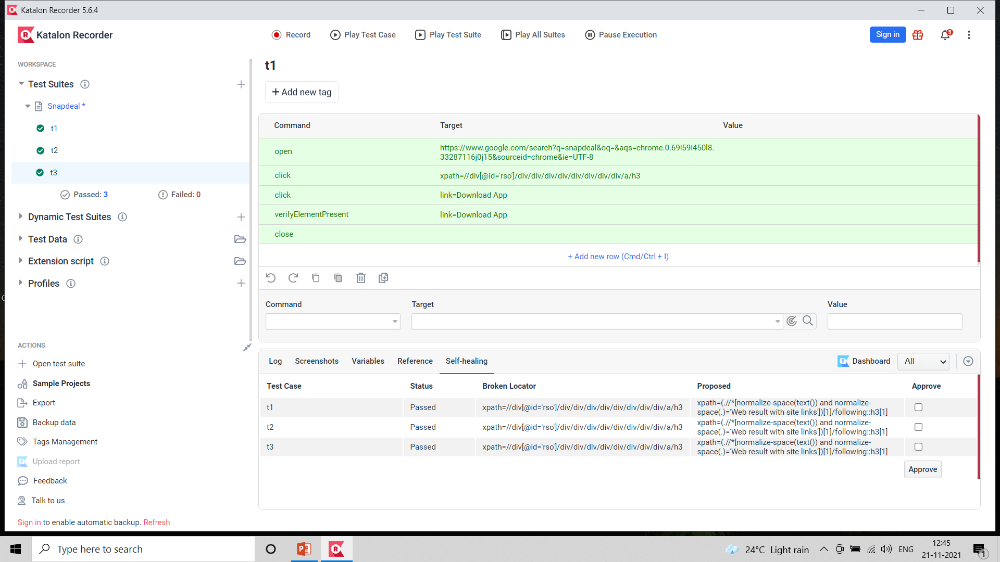 Katalon Recorder 5.6.4
Katalon Recorder
Record
Play Test Case
Play Test Suite
Play All Suites
Pause Execution
Sign in
5
WORKSPACE
Test Suites
Snapdeal *
t1
t2
t3
Passed: 3
Failed: 0
Dynamic Test Suites
Test Data
Extension script
Profiles
ACTIONS
Open test suite
Sample Projects
Export
Backup data
Tags Management
Upload report
Feedback
Talk to us
Sign in to enable automatic backup. Refresh
t1
+ Add new tag
Command Target Value
open https://www.google.com/search?q=snapdeal&oq=&aqs=chrome.0.69i59i450l8.
33287116j0j15&sourceid=chrome&ie=UTF-8
click xpath=//div[@id='rso']/div/div/div/div/div/div/div/div/a/h3
click link=Download App
verifyElementPresent link=Download App
close
+ Add new row (Cmd/Ctrl + I)
Command Target Value
Log Screenshots Variables Reference Self-healing
Dashboard All
Test Case Status Broken Locator Proposed Approve
t1 Passed xpath=//div[@id='rso']/div/div/div/div/div/div/div/div/a/h3 xpath=(.//*[normalize-space(text()) and normalize-
space(.)='Web result with site links'])[1]/following::h3[1]
t2 Passed xpath=//div[@id='rso']/div/div/div/div/div/div/div/div/a/h3 xpath=(.//*[normalize-space(text()) and normalize-
space(.)='Web result with site links'])[1]/following::h3[1]
t3 Passed xpath=//div[@id='rso']/div/div/div/div/div/div/div/div/a/h3 xpath=(.//*[normalize-space(text()) and normalize-
space(.)='Web result with site links'])[1]/following::h3[1]
Approve
Type here to search
24°C Light rain
ENG
12:45
21-11-2021
1